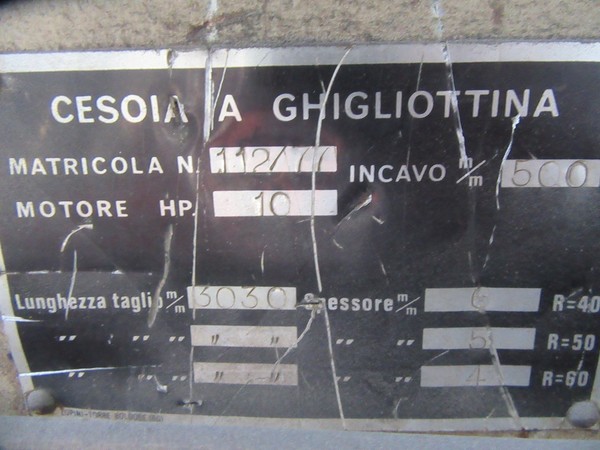 CESOIA A GHIGLIOTTINA
MATRICOLA N. 112/77 INCAVO m/m 500
MOTORE HP. 10
Lunghezza taglio m/m 3030 Spessore m/m 6 R=40
" " " " " " 5 R=50
" " " " " 4 R=60